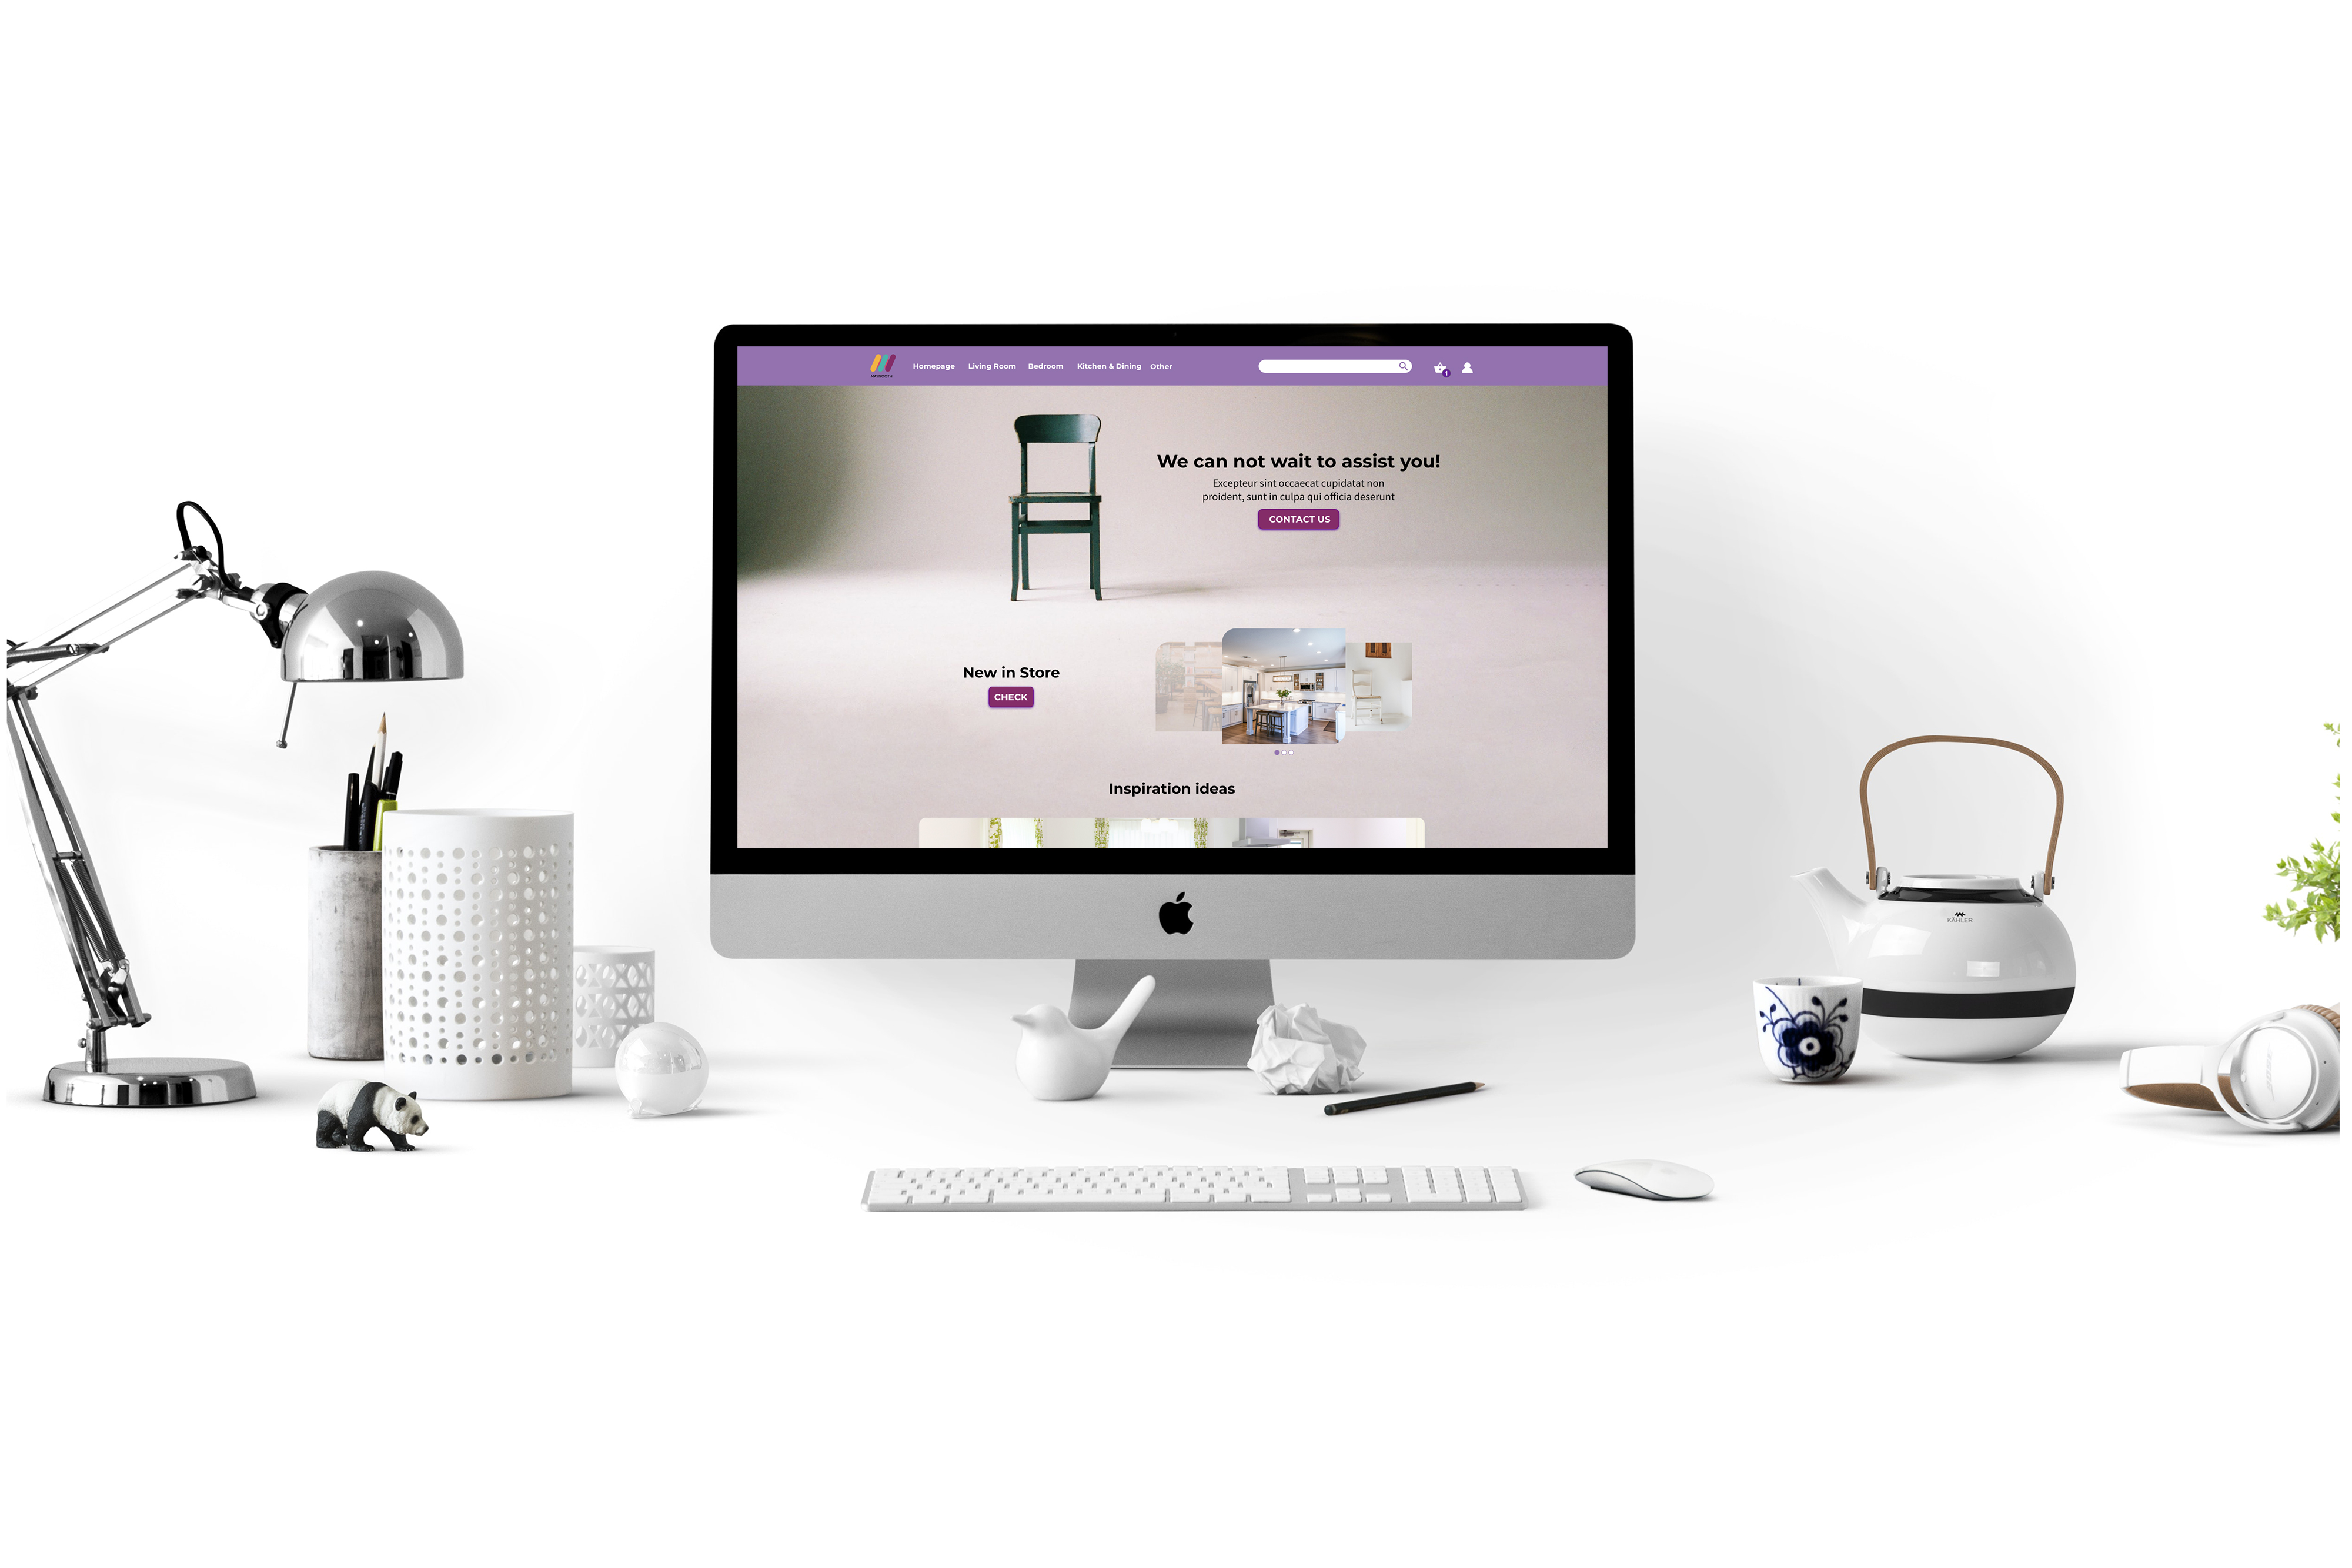 Homepage Living Room Bedroom Kitchen & Dining Other
1
We can not wait to assist you!
Excepteur sint occaecat cupidatat non
proident, sunt in culpa qui officia deserunt
CONTACT US
New in Store
CHECK
Inspiration ideas
KÄHLER